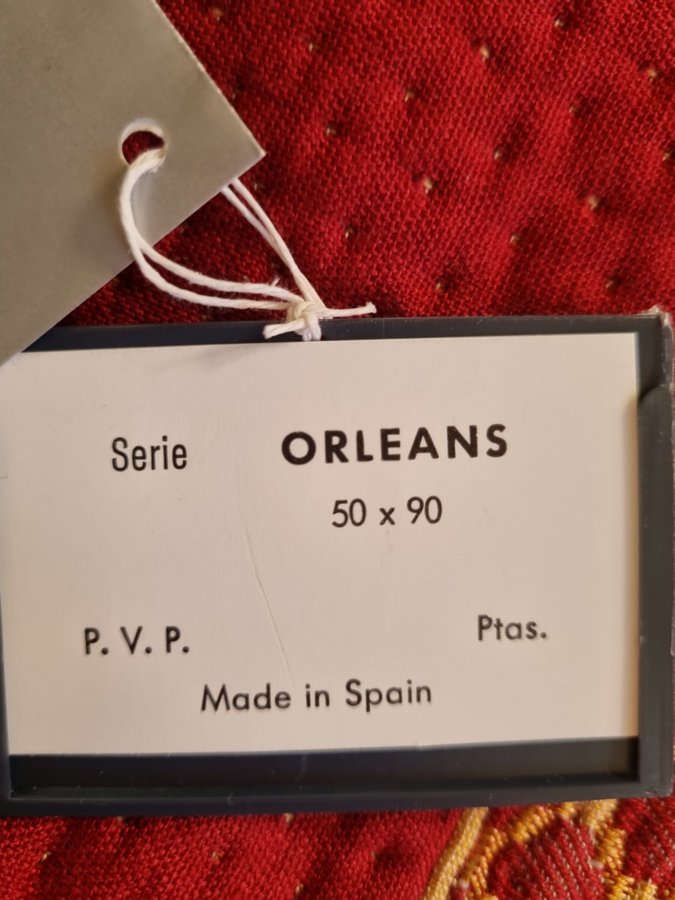 Serie ORLEANS
50 x 90
P. V. P. Ptas.
Made in Spain